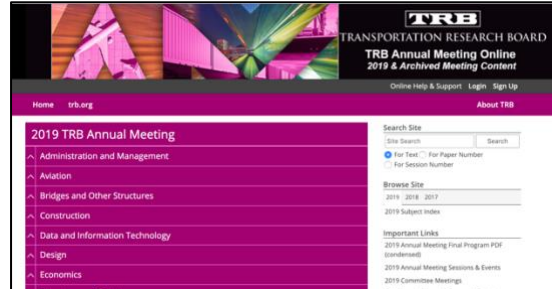 TRB
TRANSPORTATION RESEARCH BOARD
TRB Annual Meeting Online
2019 & Archived Meeting Content
Online Help & Support Login Sign Up
Home trb.org About TRB
2019 TRB Annual Meeting
Administration and Management
Aviation
Bridges and Other Structures
Construction
Data and Information Technology
Design
Economics
Search Site
Site Search Search
For Text For Paper Number
For Session Number
Browse Site
2019 2018 2017
2019 Subject Index
Important Links
2019 Annual Meeting Final Program PDF
(condensed)
2019 Annual Meeting Sessions & Events
2019 Committee Meetings